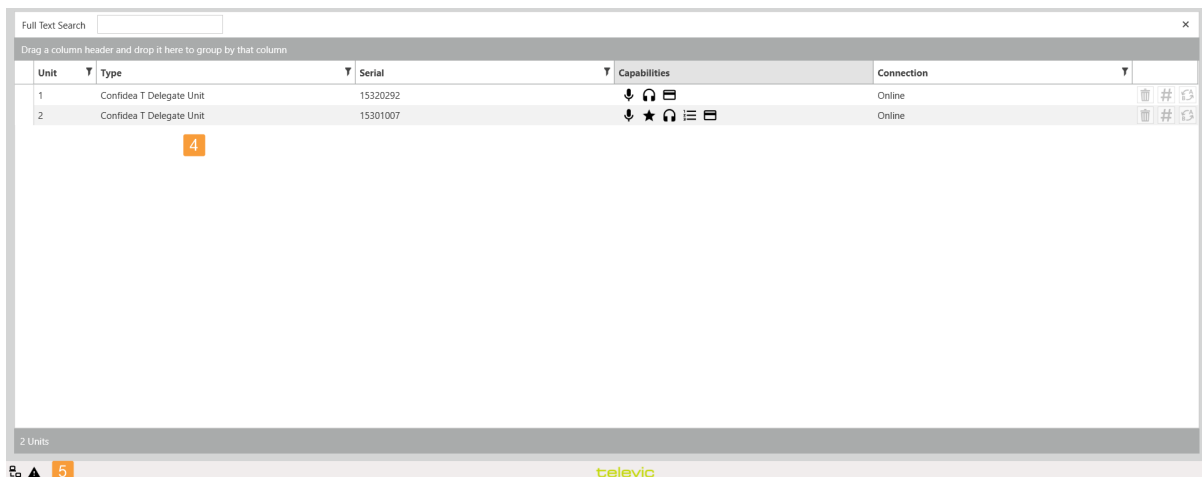 Full Text Search
Drag a column header and drop it here to group by that column
Unit Type Serial Capabilities Connection
1 Confidea T Delegate Unit 15320292 Online
2 Confidea T Delegate Unit 15301007 Online
4
2 Units
5 televic